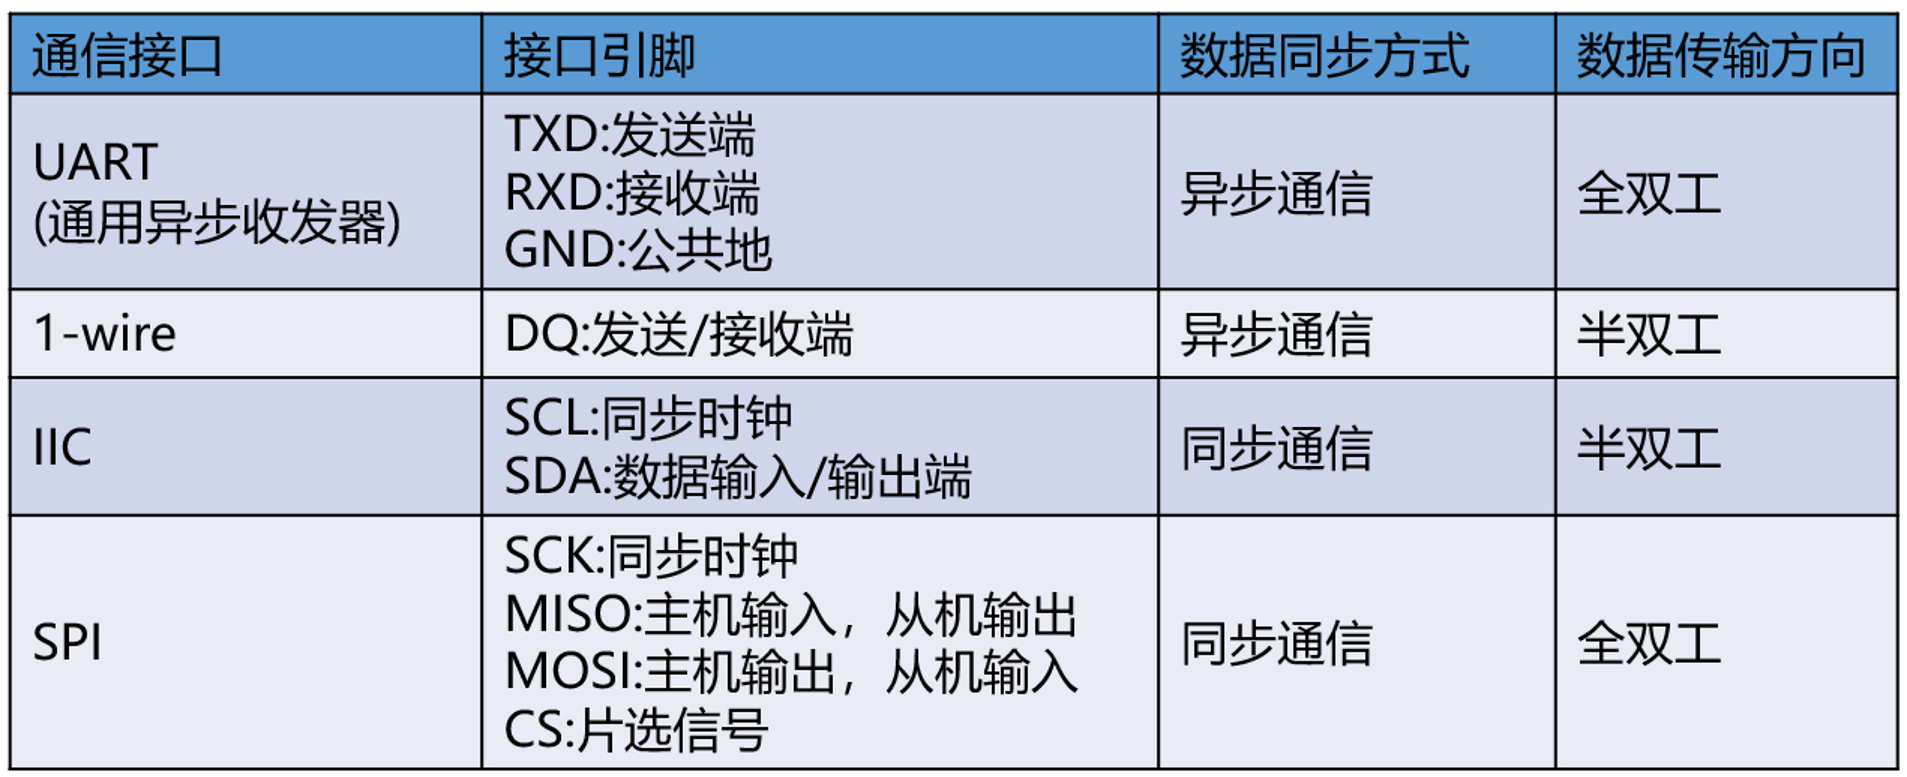 通信接口
接口引脚
数据同步方式
数据传输方向
UART
(通用异步收发器)
TXD:发送端
RXD:接收端
GND:公共地
异步通信
全双工
1-wire
DQ:发送/接收端
异步通信
半双工
IIC
SCL:同步时钟
SDA:数据输入/输出端
同步通信
半双工
SPI
SCK:同步时钟
MISO:主机输入，从机输出
MOSI:主机输出，从机输入
CS:片选信号
同步通信
全双工